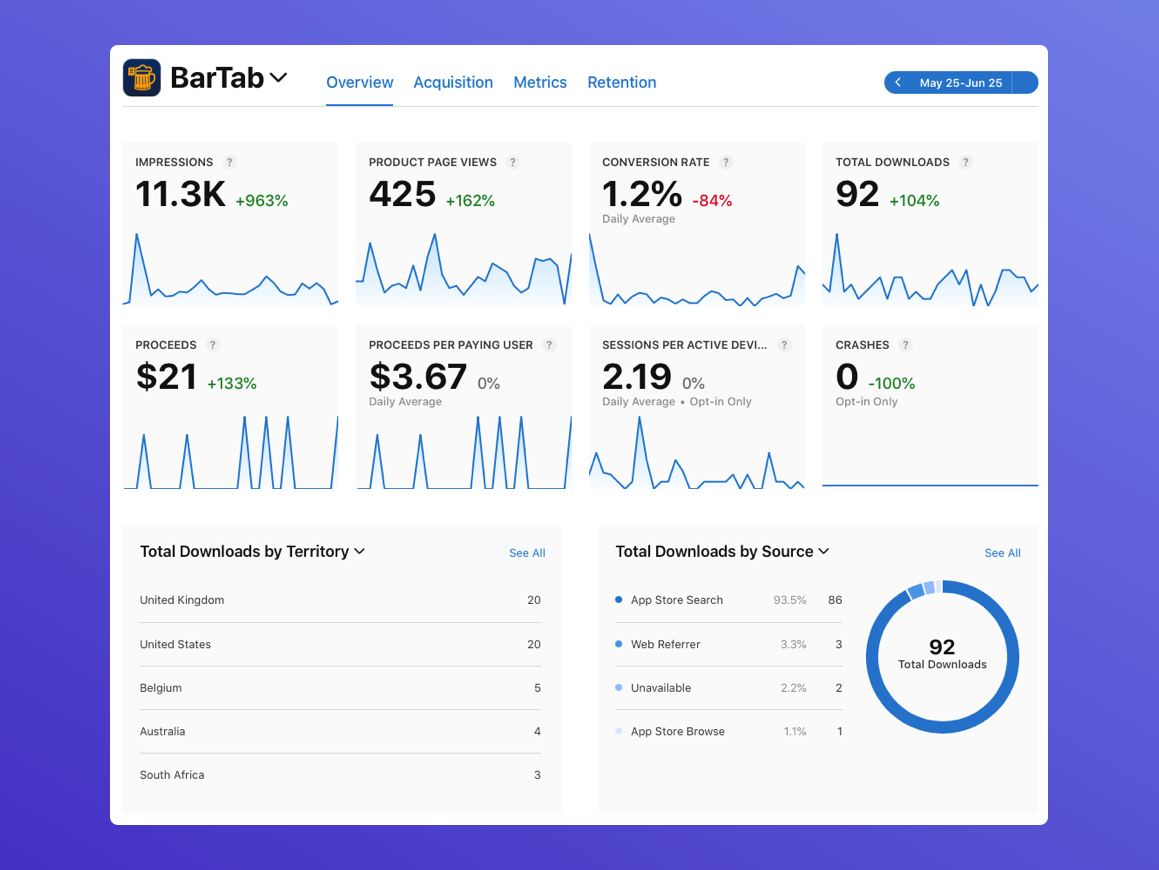 BarTab
Overview Acquisition Metrics Retention
May 25-Jun 25
IMPRESSIONS ?
11.3K +963%
PRODUCT PAGE VIEWS ?
425 +162%
CONVERSION RATE ?
1.2% -84%
Daily Average
TOTAL DOWNLOADS ?
92 +104%
PROCEEDS ?
$21 +133%
PROCEEDS PER PAYING USER ?
$3.67 0%
Daily Average
SESSIONS PER ACTIVE DEVI... ?
2.19 0%
Daily Average • Opt-in Only
CRASHES ?
0 -100%
Opt-in Only
Total Downloads by Territory
See All
United Kingdom 20
United States 20
Belgium 5
Australia 4
South Africa 3
Total Downloads by Source
See All
App Store Search 93.5% 86
Web Referrer 3.3% 3
Unavailable 2.2% 2
App Store Browse 1.1% 1
92
Total Downloads